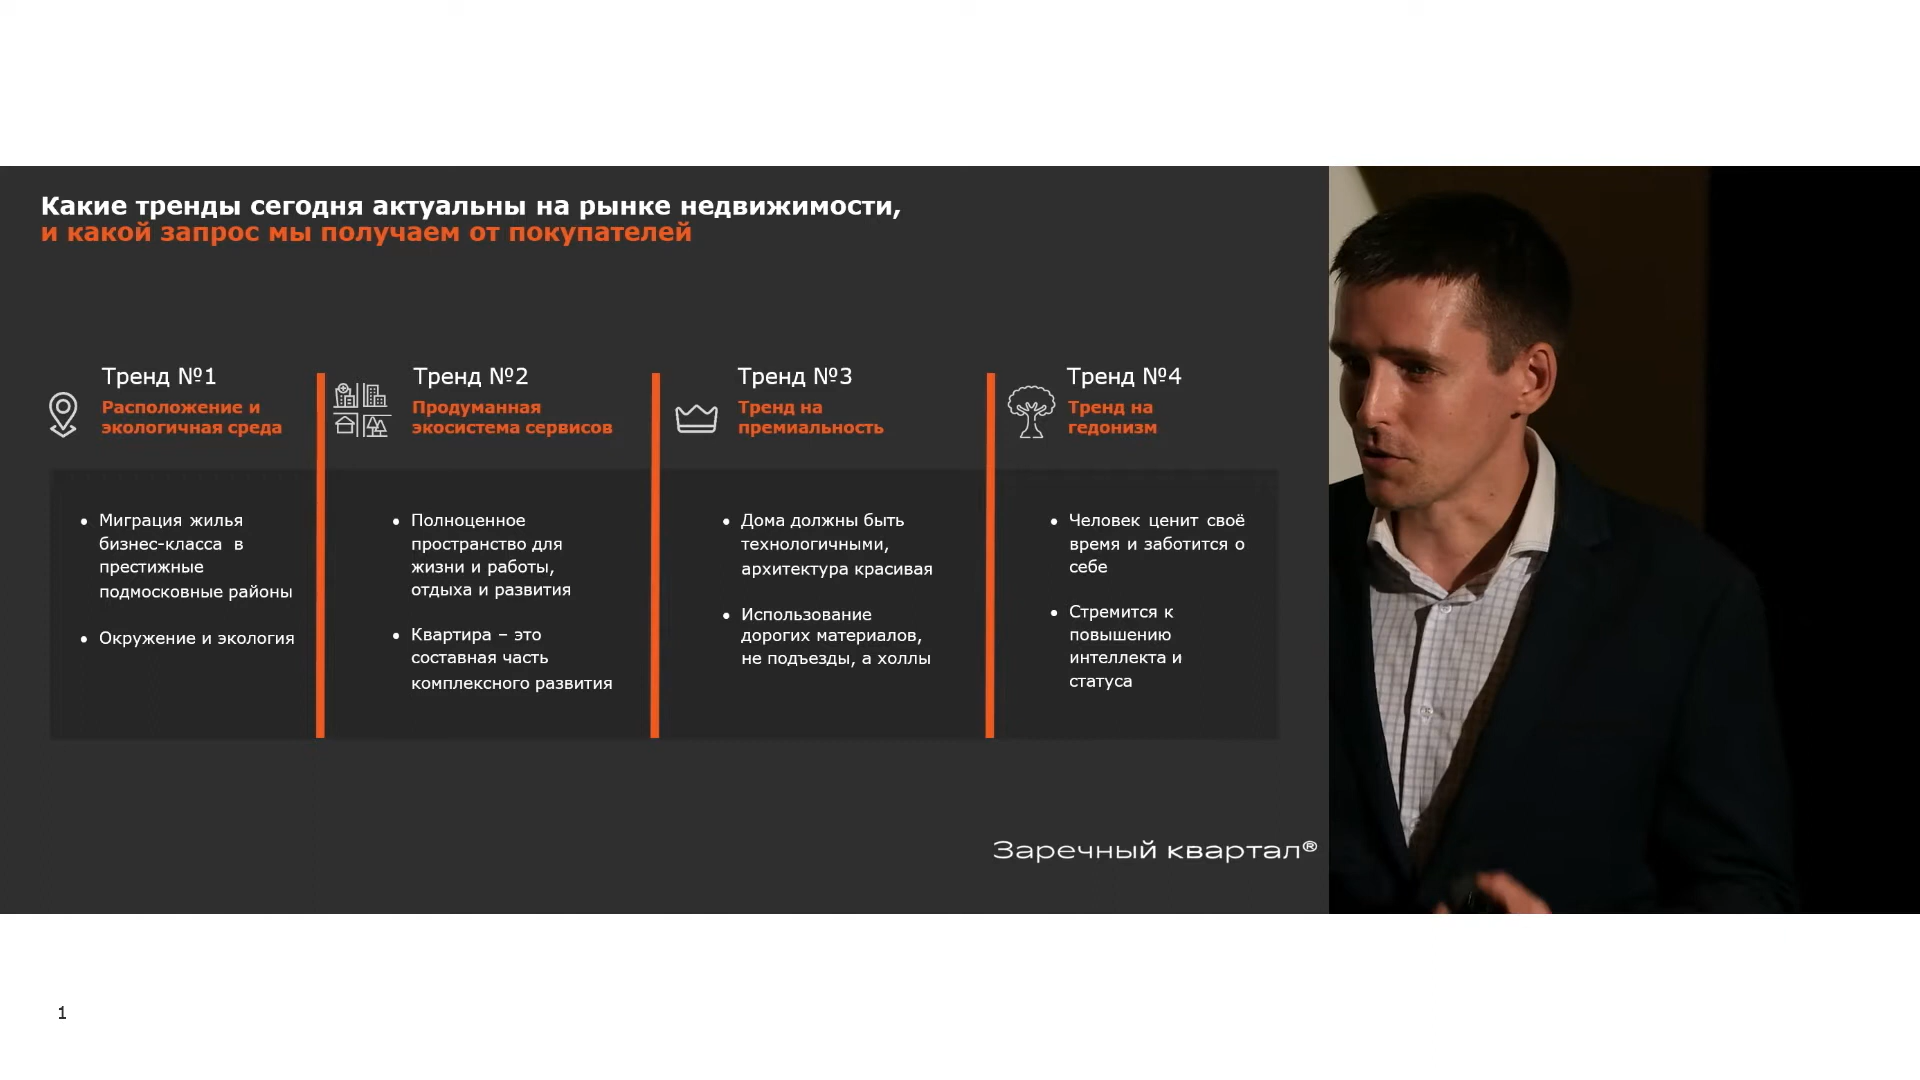 Какие тренды сегодня актуальны на рынке недвижимости,
и какой запрос мы получаем от покупателей
Тренд №1
Расположение и
экологичная среда
Миграция жилья
бизнес-класса в
престижные
подмосковные районы
Окружение и экология
Тренд №2
Продуманная
экосистема сервисов
Полноценное
пространство для
жизни и работы,
отдыха и развития
Квартира – это
составная часть
комплексного развития
Тренд №3
Тренд на
премиальность
Дома должны быть
технологичными,
архитектура красивая
Использование
дорогих материалов,
не подъезды, а холлы
Тренд №4
Тренд на
гедонизм
Человек ценит своё
время и заботится о
себе
Стремится к
повышению
интеллекта и
статуса
Заречный квартал®
1